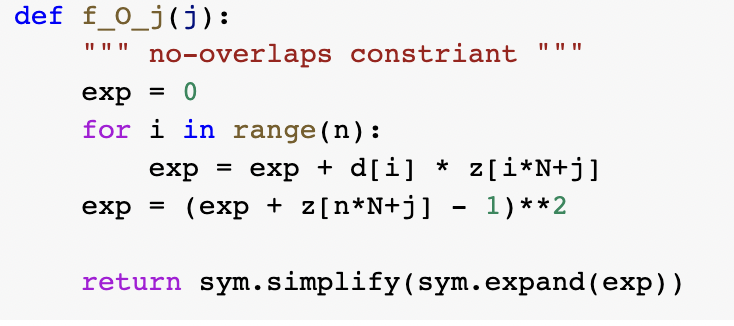 def f_O_j(j):
    """ no-overlaps constriant """
    exp = 0
    for i in range(n):
        exp = exp + d[i] * z[i*N+j]
    exp = (exp + z[n*N+j] - 1)**2
    return sym.simplify(sym.expand(exp))